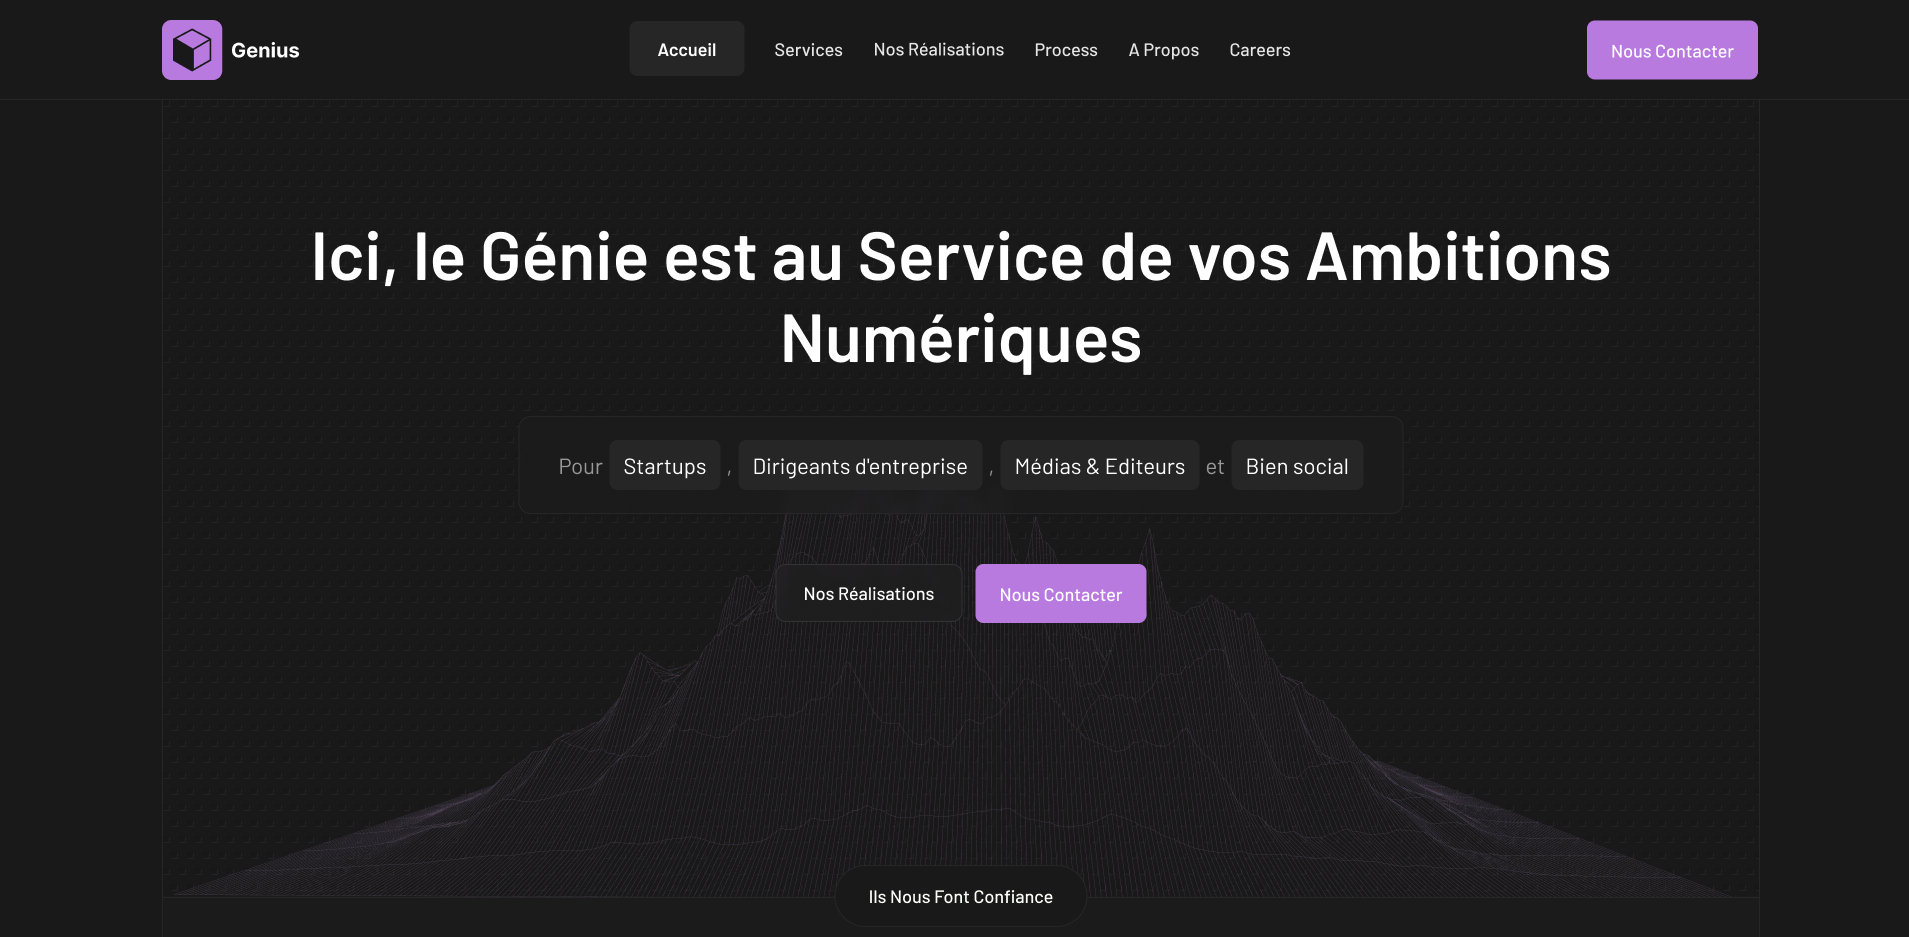 Genius
Accueil
Services
Nos Réalisations
Process
A Propos
Careers
Nous Contacter
Ici, le Génie est au Service de vos Ambitions
Numériques
Pour Startups , Dirigeants d'entreprise , Médias & Editeurs et Bien social
Nos Réalisations
Nous Contacter
Ils Nous Font Confiance